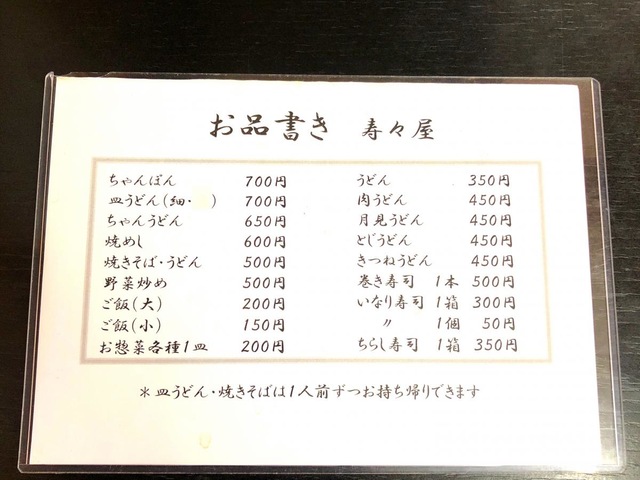 お品書き 寿々屋
ちゃんぽん 700円
皿うどん(細・ ) 700円
ちゃんうどん 650円
焼めし 600円
焼きそば・うどん 500円
野菜炒め 500円
ご飯(大) 200円
ご飯(小) 150円
お惣菜各種1皿 200円
うどん 350円
肉うどん 450円
月見うどん 450円
とじうどん 450円
きつねうどん 450円
巻き寿司 1本 500円
いなり寿司 1箱 300円
〃 1個 50円
ちらし寿司 1箱 350円
*皿うどん・焼きそばは1人前ずつお持ち帰りできます